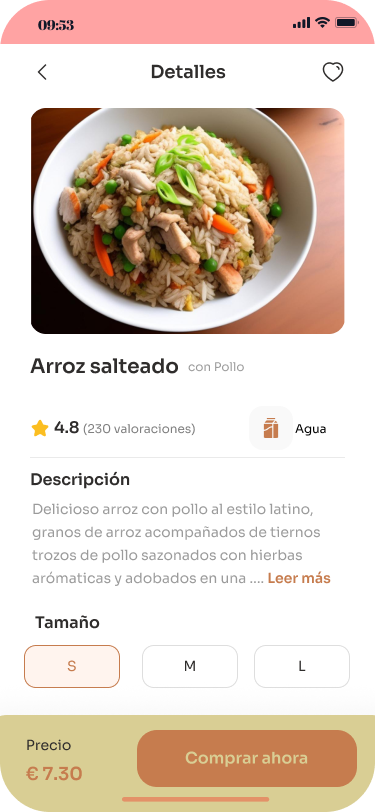 09:53
Detalles
Arroz salteado con Pollo
4.8 (230 valoraciones)
Agua
Descripción
Delicioso arroz con pollo al estilo latino,
granos de arroz acompañados de tiernos
trozos de pollo sazonados con hierbas
arómaticas y adobados en una .... Leer más
Tamaño
S
M
L
Precio
€ 7.30
Comprar ahora